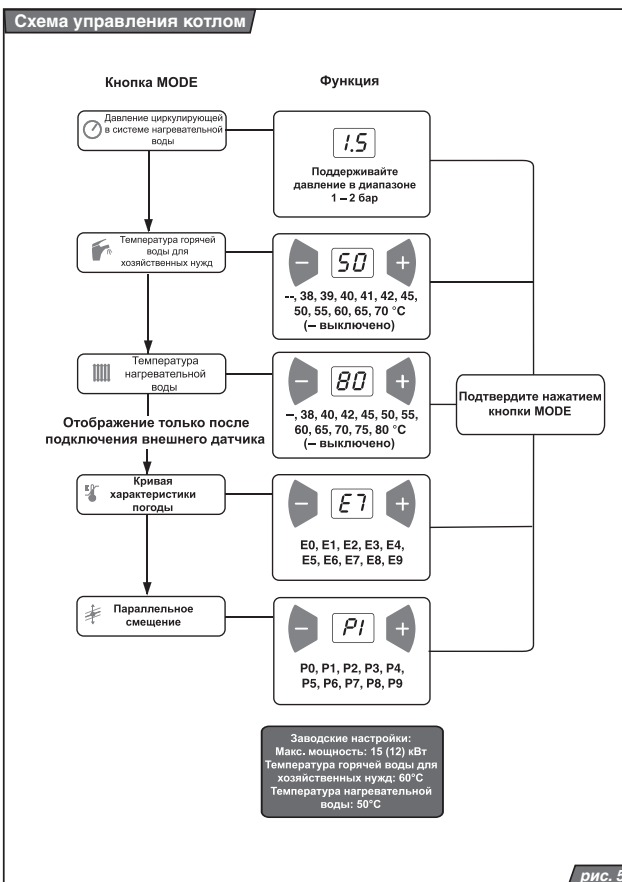 Схема управления котлом
Кнопка MODE
Функция
Давление циркулирующей
в системе нагревательной
воды
1.5
Поддерживайте
давление в диапазоне
1 – 2 бар
Температура горячей
воды для
хозяйственных нужд
– 50 +
--, 38, 39, 40, 41, 42, 45,
50, 55, 60, 65, 70 °C
(– выключено)
Температура
нагревательной
воды
– 80 +
–, 38, 40, 42, 45, 50, 55,
60, 65, 70, 75, 80 °C
(– выключено)
Подтвердите нажатием
кнопки MODE
Отображение только после
подключения внешнего датчика
Кривая
характеристики
погоды
– E7 +
E0, E1, E2, E3, E4,
E5, E6, E7, E8, E9
Параллельное
смещение
– P1 +
P0, P1, P2, P3, P4,
P5, P6, P7, P8, P9
Заводские настройки:
Макс. мощность: 15 (12) кВт
Температура горячей воды для
хозяйственных нужд: 60°C
Температура нагревательной
воды: 50°C
рис. 5